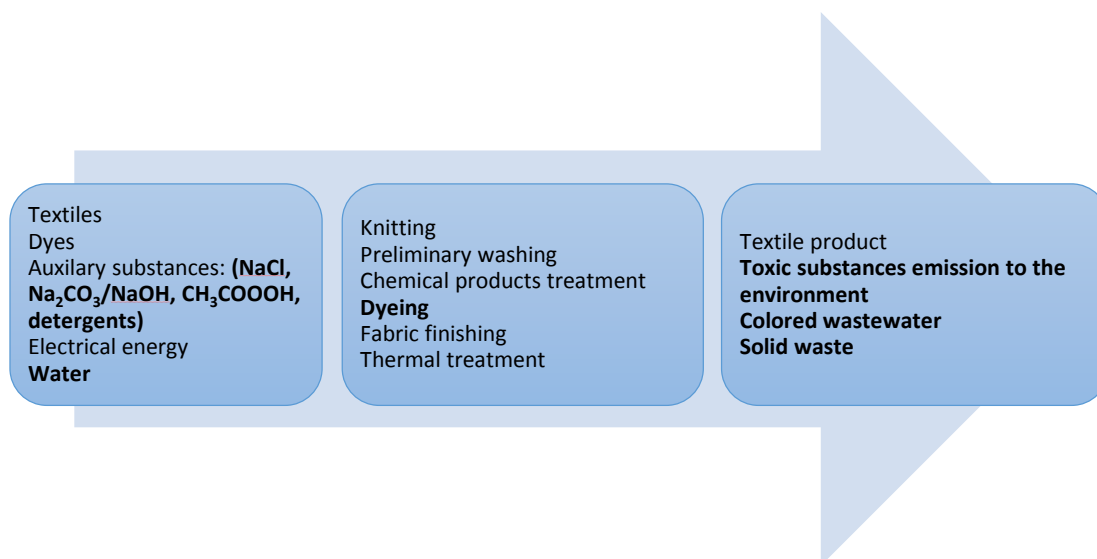 Textiles
Dyes
Auxilary substances: (NaCl,
Na₂CO₃/NaOH, CH₃COOOH,
detergents)
Electrical energy
Water
Knitting
Preliminary washing
Chemical products treatment
Dyeing
Fabric finishing
Thermal treatment
Textile product
Toxic substances emission to the
environment
Colored wastewater
Solid waste